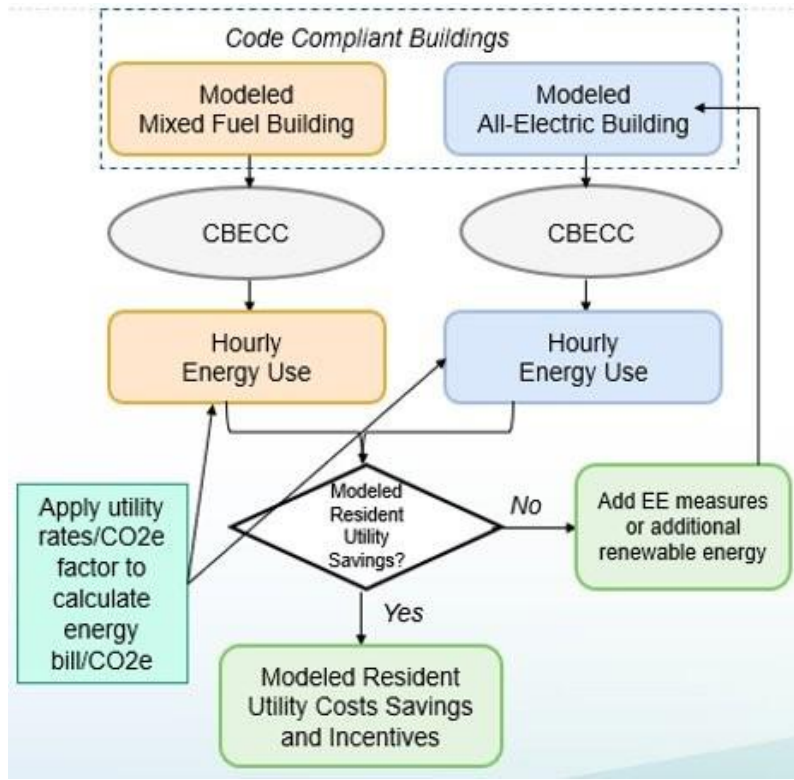 Code Compliant Buildings
Modeled
Mixed Fuel Building
Modeled
All-Electric Building
CBECC
CBECC
Hourly
Energy Use
Hourly
Energy Use
Apply utility
rates/CO2e
factor to
calculate
energy
bill/CO2e
Modeled
Resident
Utility
Savings?
No
Add EE measures
or additional
renewable energy
Yes
Modeled Resident
Utility Costs Savings
and Incentives